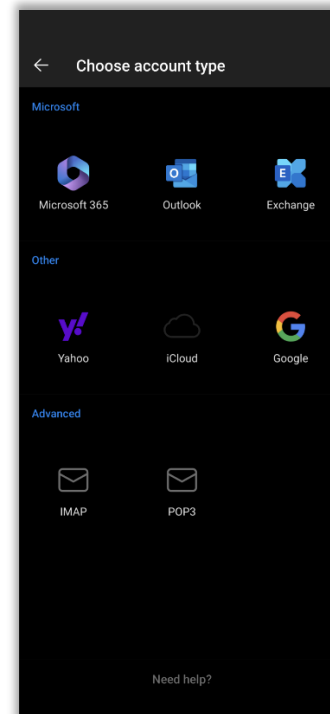 Choose account type
Microsoft
Microsoft 365
Outlook
Exchange
Other
Yahoo
iCloud
Google
Advanced
IMAP
POP3
Need help?